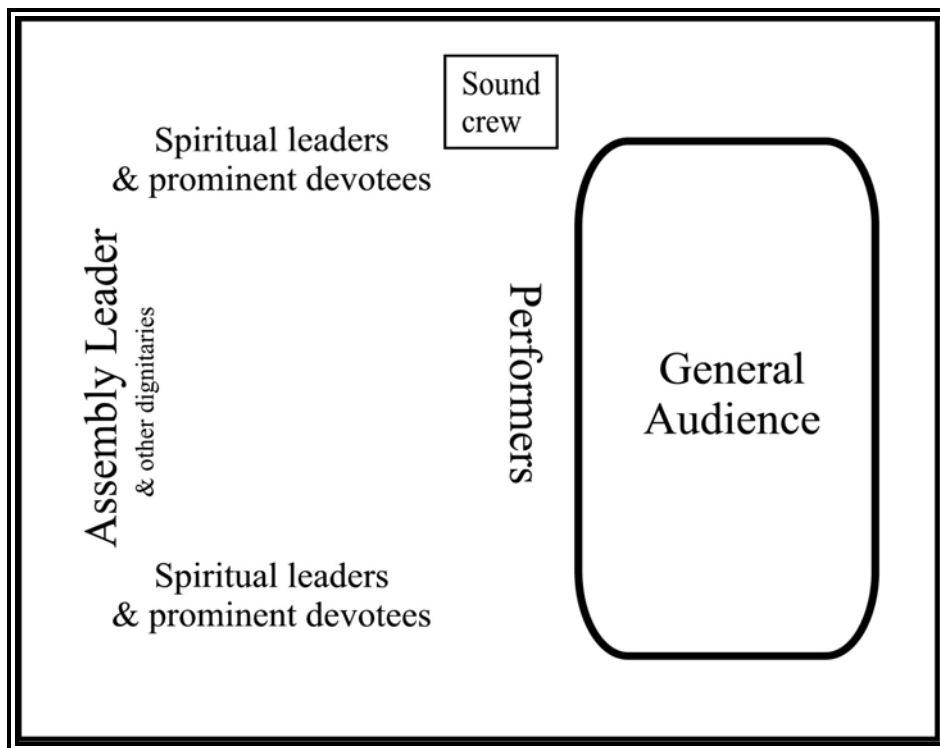 Sound
crew
Spiritual leaders
& prominent devotees
Assembly Leader
& other dignitaries
Performers
General
Audience
Spiritual leaders
& prominent devotees